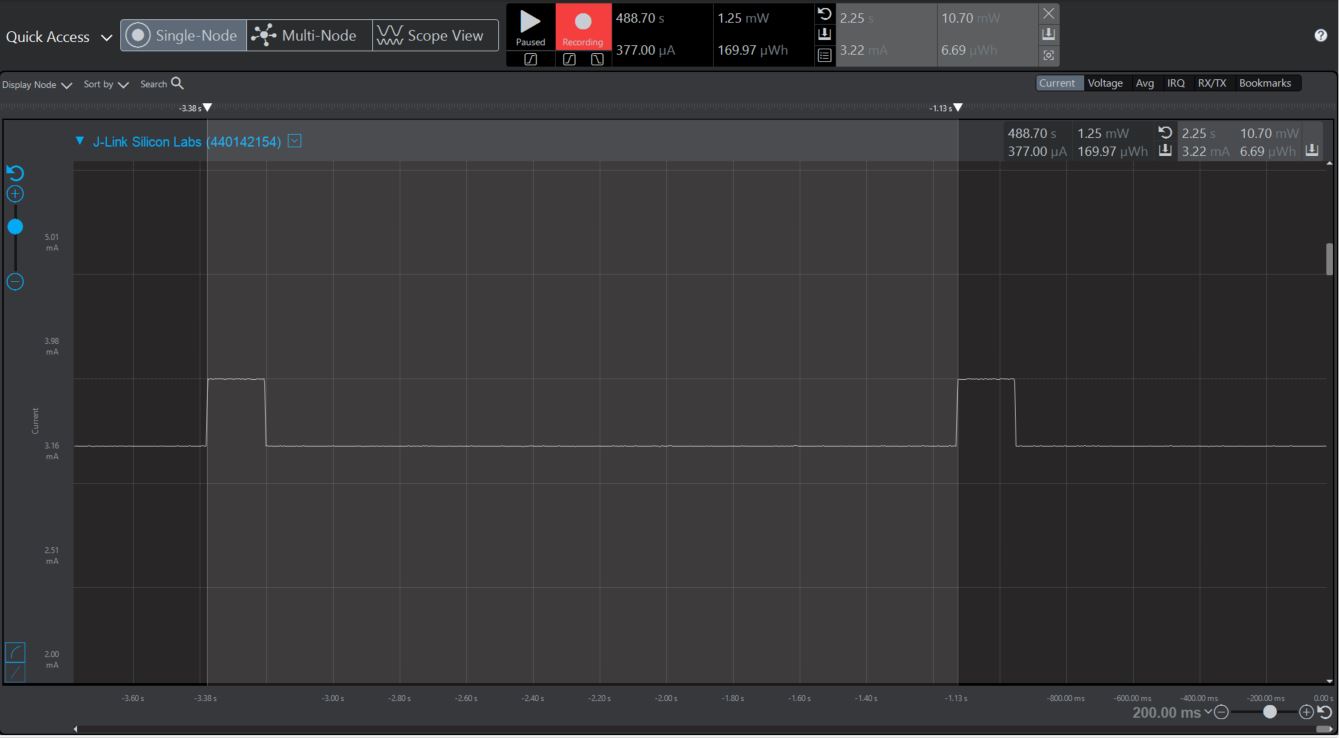 Quick Access
Single-Node
Multi-Node
Scope View
Paused
Recording
488.70 s
1.25 mW
377.00 µA
169.97 µWh
2.25 s
10.70 mW
3.22 mA
6.69 µWh
Display Node
Sort by
Search
Current
Voltage
Avg
IRQ
RX/TX
Bookmarks
-3.38 s
-1.13 s
J-Link Silicon Labs (440142154)
488.70 s
1.25 mW
2.25 s
10.70 mW
377.00 µA
169.97 µWh
3.22 mA
6.69 µWh
5.01
mA
3.98
mA
Current
3.16
mA
2.51
mA
2.00
mA
-3.60 s
-3.38 s
-3.00 s
-2.80 s
-2.60 s
-2.40 s
-2.20 s
-2.00 s
-1.80 s
-1.60 s
-1.40 s
-1.13 s
-800.00 ms
-600.00 ms
-400.00 ms
-200.00 ms
0.00 s
200.00 ms